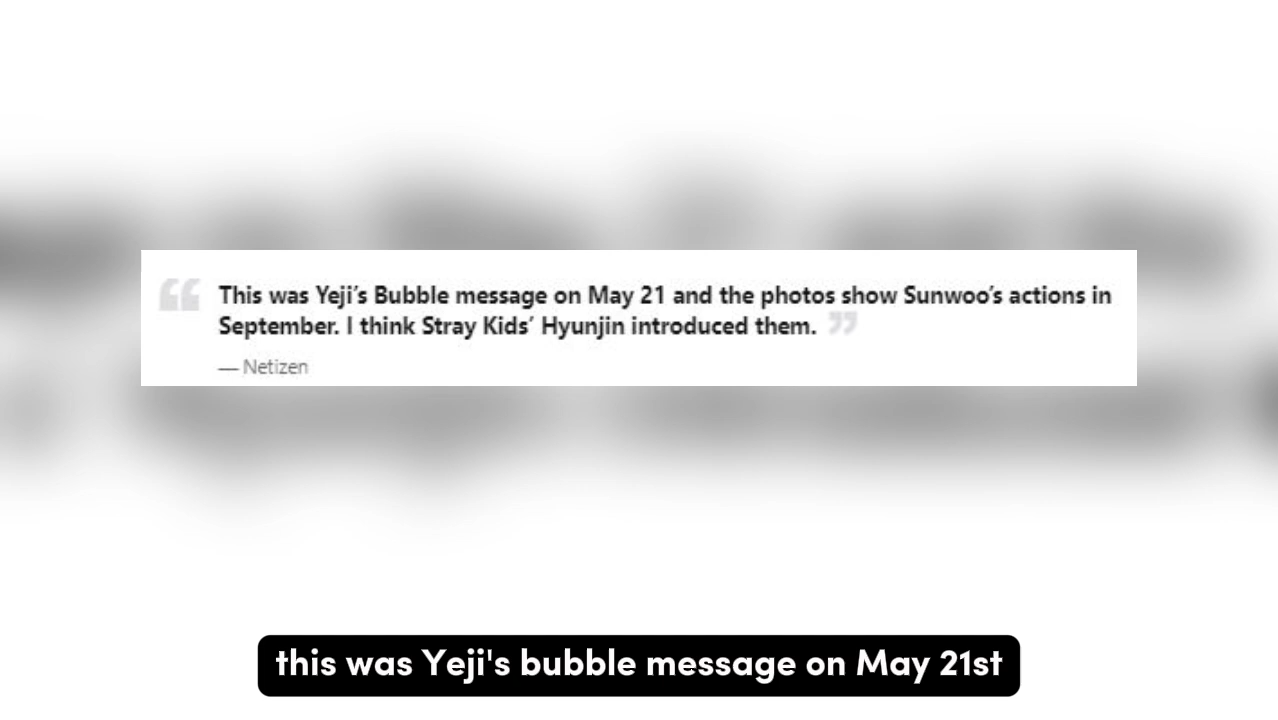 “ This was Yeji’s Bubble message on May 21 and the photos show Sunwoo’s actions in
September. I think Stray Kids’ Hyunjin introduced them. ”
— Netizen
this was Yeji's bubble message on May 21st